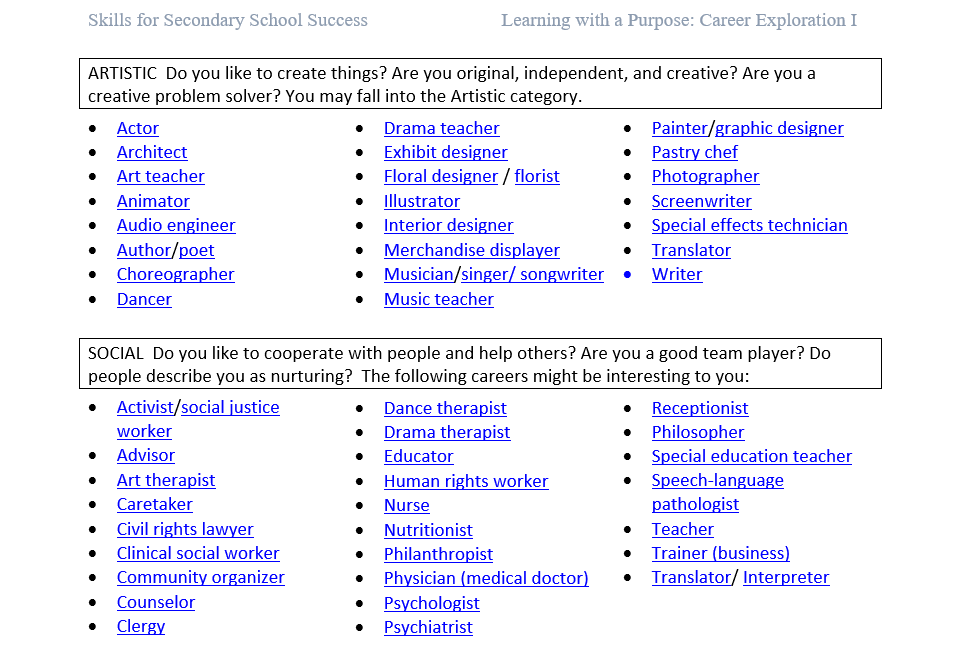 Skills for Secondary School Success
Learning with a Purpose: Career Exploration I
ARTISTIC  Do you like to create things? Are you original, independent, and creative? Are you a
creative problem solver? You may fall into the Artistic category.
• Actor
• Architect
• Art teacher
• Animator
• Audio engineer
• Author/poet
• Choreographer
• Dancer
• Drama teacher
• Exhibit designer
• Floral designer / florist
• Illustrator
• Interior designer
• Merchandise displayer
• Musician/singer/ songwriter
• Music teacher
• Painter/graphic designer
• Pastry chef
• Photographer
• Screenwriter
• Special effects technician
• Translator
• Writer
SOCIAL  Do you like to cooperate with people and help others? Are you a good team player? Do
people describe you as nurturing?  The following careers might be interesting to you:
• Activist/social justice
worker
• Advisor
• Art therapist
• Caretaker
• Civil rights lawyer
• Clinical social worker
• Community organizer
• Counselor
• Clergy
• Dance therapist
• Drama therapist
• Educator
• Human rights worker
• Nurse
• Nutritionist
• Philanthropist
• Physician (medical doctor)
• Psychologist
• Psychiatrist
• Receptionist
• Philosopher
• Special education teacher
• Speech-language
pathologist
• Teacher
• Trainer (business)
• Translator/ Interpreter